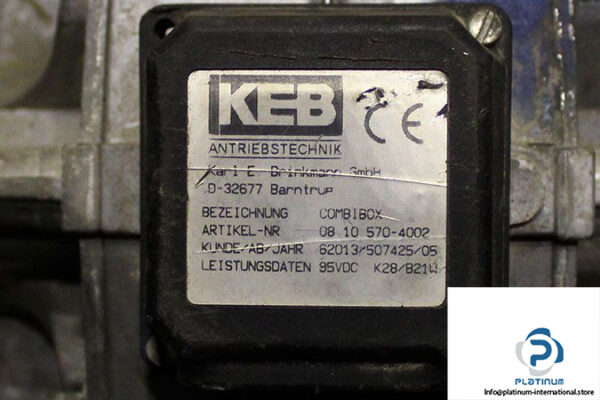 KEB
CE
ANTRIEBSTECHNIK
Karl E. Brinkmann GmbH
D-32677 Barntrup
BEZEICHNUNG COMBIBOX
ARTIKEL-NR 08 10 570-4002
KUNDE/AB/JAHR 62013/507425/05
LEISTUNGSDATEN 95VDC K28/B21W
PLATINUM
Info@platinum-international.store